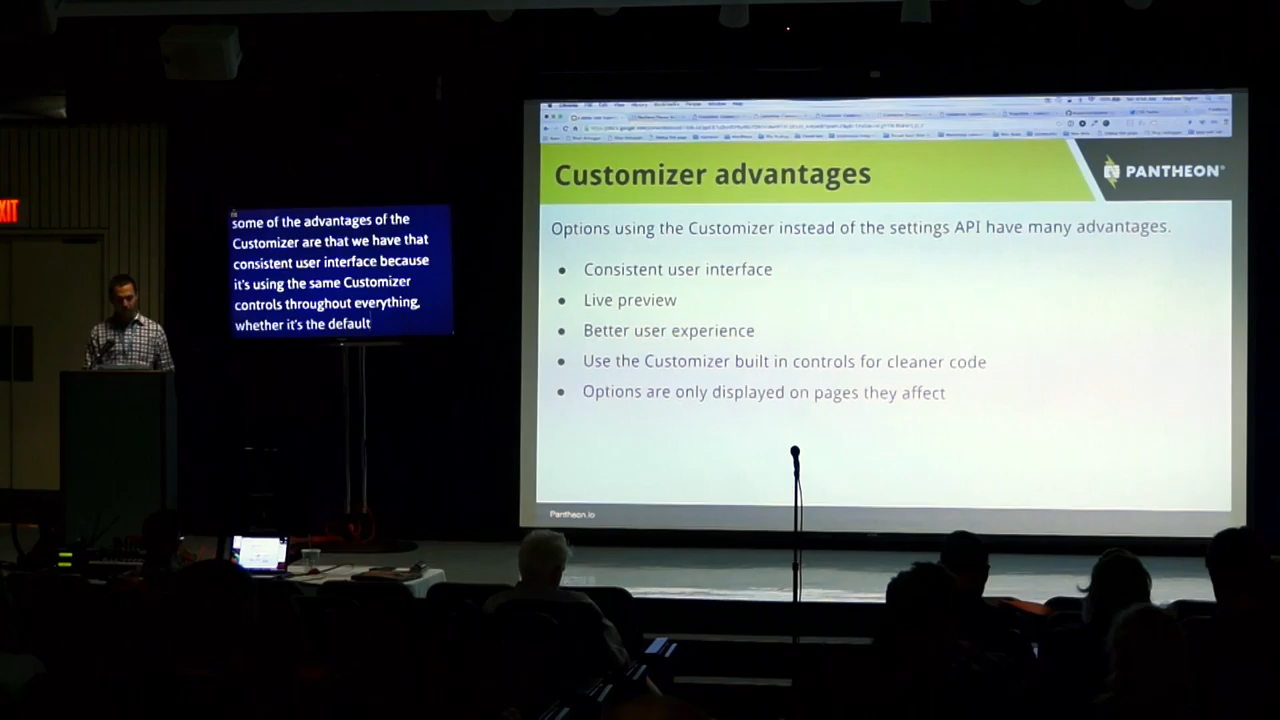 EXIT
some of the advantages of the
Customizer are that we have that
consistent user interface because
it's using the same Customizer
controls throughout everything,
whether it's the default
Customizer advantages
PANTHEON
Options using the Customizer instead of the settings API have many advantages.
• Consistent user interface
• Live preview
• Better user experience
• Use the Customizer built in controls for cleaner code
• Options are only displayed on pages they affect
Pantheon.io